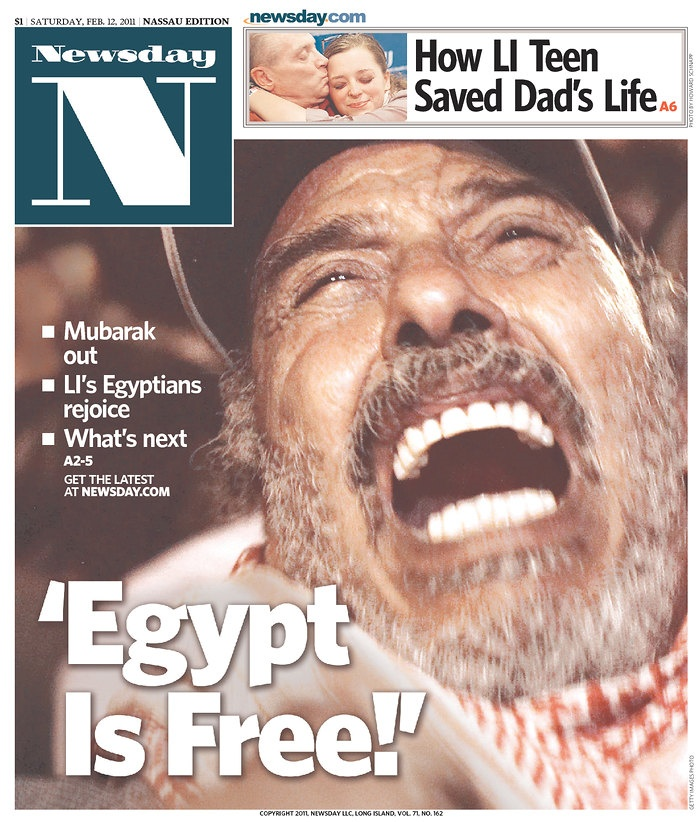 $1 | SATURDAY, FEB. 12, 2011 | NASSAU EDITION
newsday.com
Newsday
N
How LI Teen
Saved Dad's Life A6
PHOTO BY HOWARD SCHNAPP
■ Mubarak
out
■ LI's Egyptians
rejoice
■ What's next
A2-5
GET THE LATEST
AT NEWSDAY.COM
'Egypt
Is Free!'
GETTY IMAGES PHOTO
COPYRIGHT 2011, NEWSDAY LLC, LONG ISLAND, VOL. 71, NO. 162